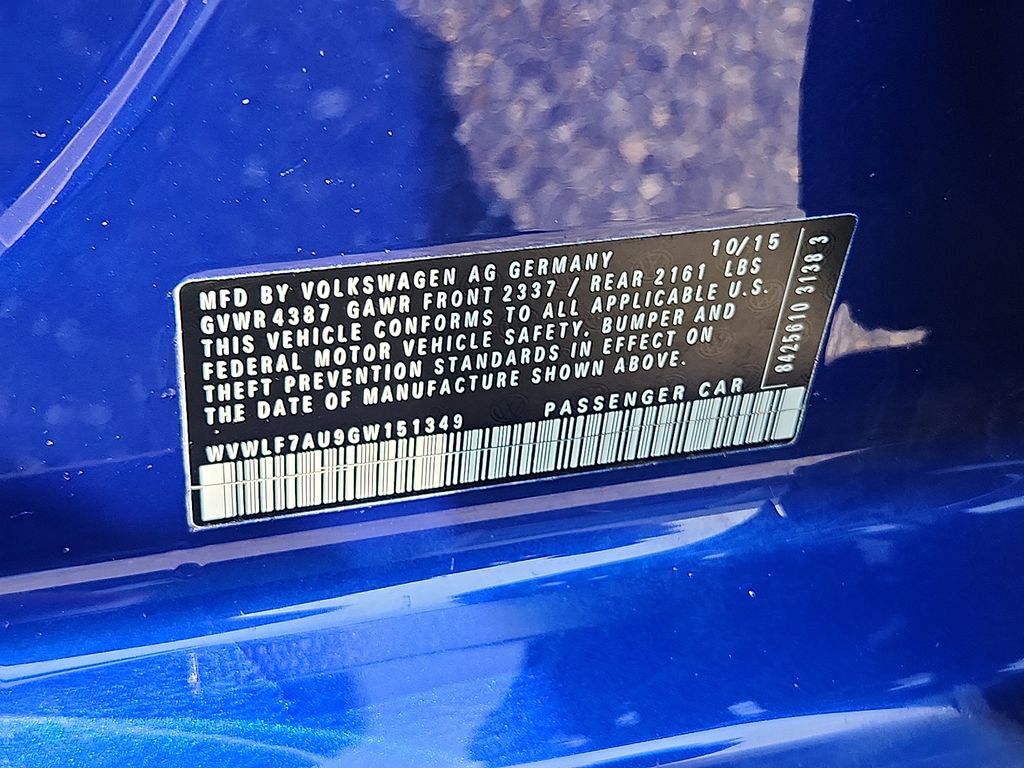 MFD BY VOLKSWAGEN AG GERMANY 10/15
GVWR 4387 GAWR FRONT 2337 / REAR 2161 LBS
THIS VEHICLE CONFORMS TO ALL APPLICABLE U.S.
FEDERAL MOTOR VEHICLE SAFETY, BUMPER AND
THEFT PREVENTION STANDARDS IN EFFECT ON
THE DATE OF MANUFACTURE SHOWN ABOVE.
WVWLF7AU9GW151349 PASSENGER CAR
8425610 3138 3